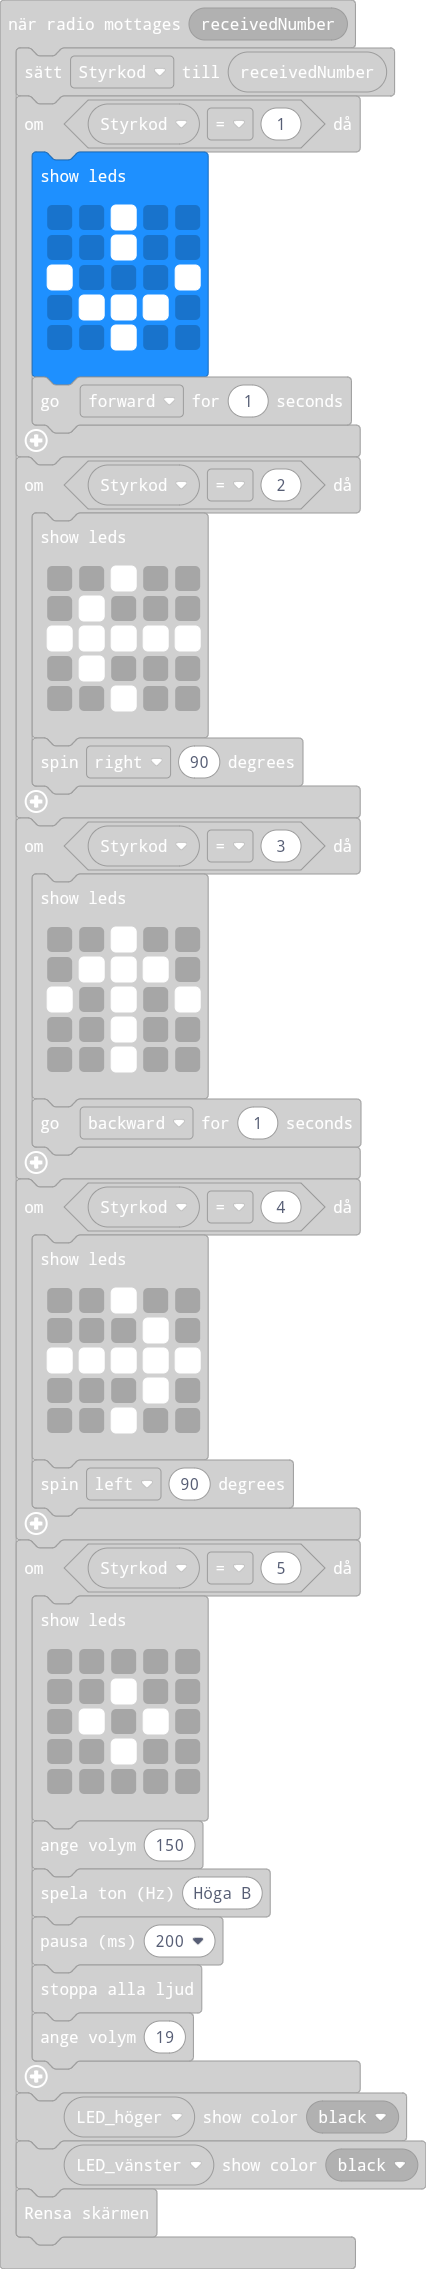 när radio mottages receivedNumber
sätt Styrkod till receivedNumber
om Styrkod = 1 då
show leds
go forward for 1 seconds
om Styrkod = 2 då
show leds
spin right 90 degrees
om Styrkod = 3 då
show leds
go backward for 1 seconds
om Styrkod = 4 då
show leds
spin left 90 degrees
om Styrkod = 5 då
show leds
ange volym 150
spela ton (Hz) Höga B
pausa (ms) 200
stoppa alla ljud
ange volym 19
LED_höger show color black
LED_vänster show color black
Rensa skärmen